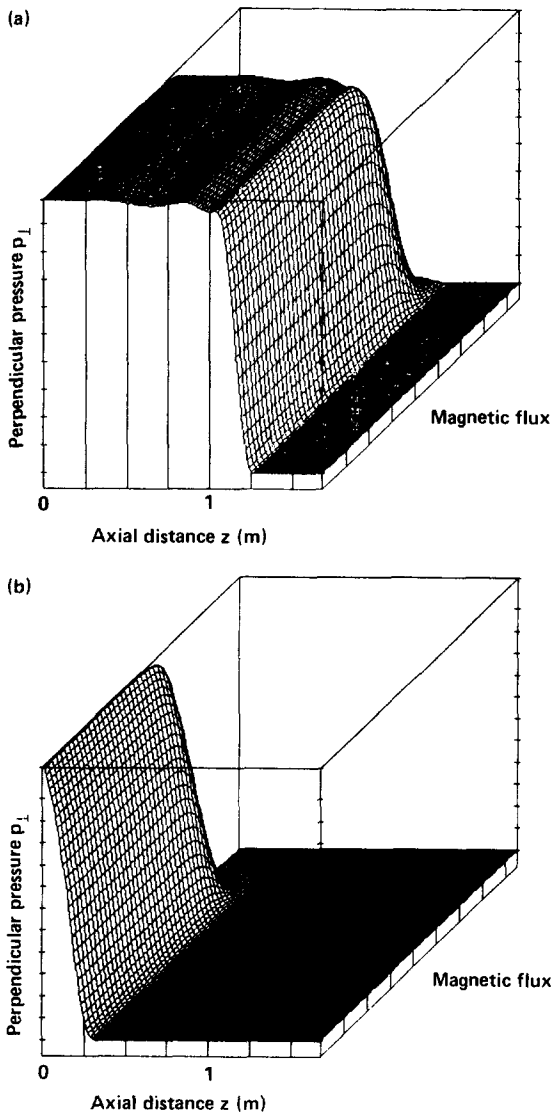 (a)
Perpendicular pressure p⊥
Magnetic flux
0 1
Axial distance z (m)
(b)
Perpendicular pressure p⊥
Magnetic flux
0 1
Axial distance z (m)